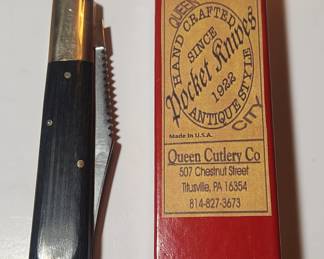 QUEEN
HAND CRAFTED
SINCE
Pocket Knives
1922
ANTIQUE STYLE
CITY
Made in U.S.A.
Queen Cutlery Co
507 Chestnut Street
Titusville, PA 16354
814-827-3673